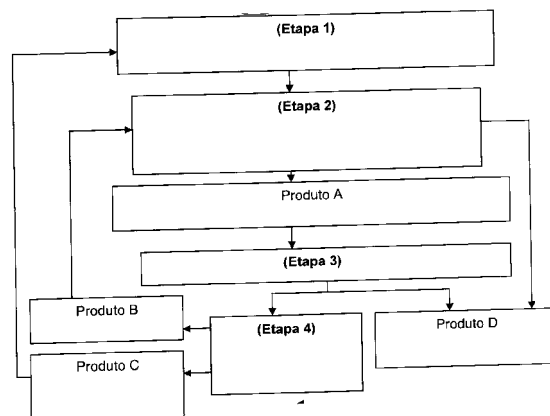 (Etapa 1)
(Etapa 2)
Produto A
(Etapa 3)
Produto B
(Etapa 4)
Produto D
Produto C